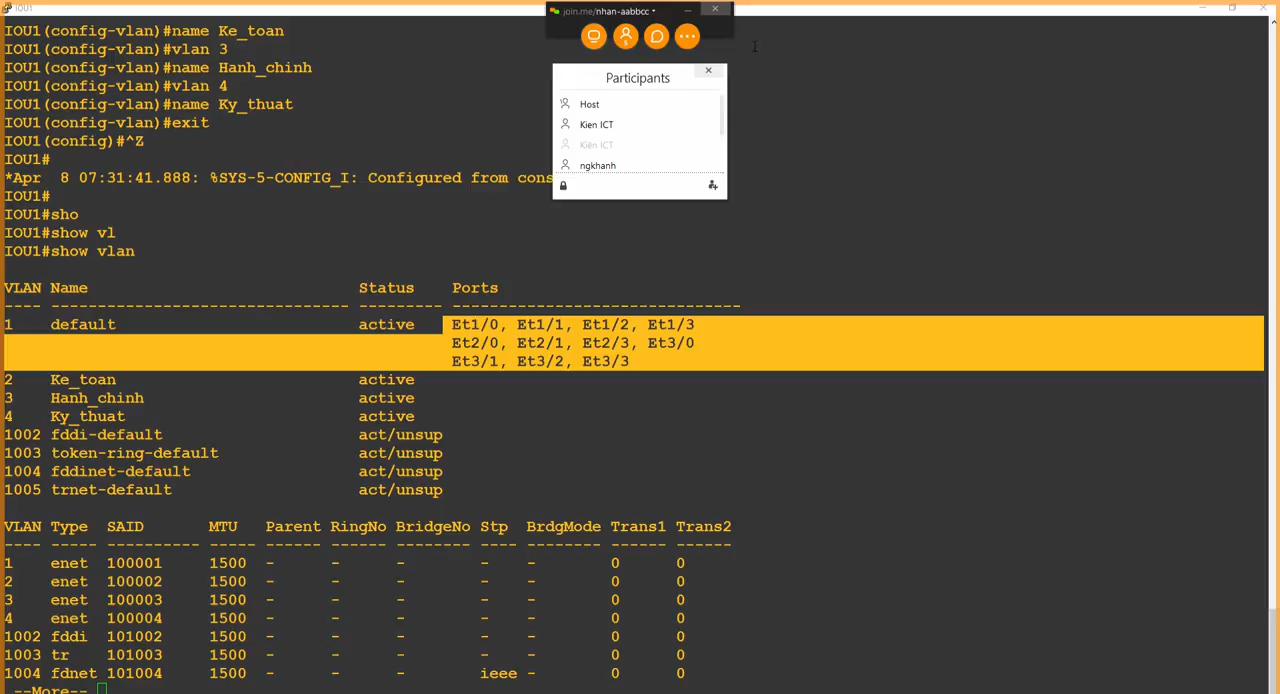 IOU1
IOU1(config-vlan)#name Ke_toan
IOU1(config-vlan)#vlan 3
IOU1(config-vlan)#name Hanh_chinh
IOU1(config-vlan)#vlan 4
IOU1(config-vlan)#name Ky_thuat
IOU1(config-vlan)#exit
IOU1(config)#^Z
IOU1#
*Apr  8 07:31:41.888: %SYS-5-CONFIG_I: Configured from cons
IOU1#
IOU1#sho
IOU1#show vl
IOU1#show vlan
join.me/nhan-aabbcc
5
Participants
Host
Kien ICT
Kiên ICT
ngkhanh
VLAN Name                             Status    Ports
---- -------------------------------- --------- -------------------------------
1    default                          active    Et1/0, Et1/1, Et1/2, Et1/3
                                                Et2/0, Et2/1, Et2/3, Et3/0
                                                Et3/1, Et3/2, Et3/3
2    Ke_toan                          active
3    Hanh_chinh                       active
4    Ky_thuat                         active
1002 fddi-default                     act/unsup
1003 token-ring-default               act/unsup
1004 fddinet-default                  act/unsup
1005 trnet-default                    act/unsup
VLAN Type  SAID       MTU   Parent RingNo BridgeNo Stp  BrdgMode Trans1 Trans2
---- ----- ---------- ----- ------ ------ -------- ---- -------- ------ ------
1    enet  100001     1500  -      -      -        -    -        0      0
2    enet  100002     1500  -      -      -        -    -        0      0
3    enet  100003     1500  -      -      -        -    -        0      0
4    enet  100004     1500  -      -      -        -    -        0      0
1002 fddi  101002     1500  -      -      -        -    -        0      0
1003 tr    101003     1500  -      -      -        -    -        0      0
1004 fdnet 101004     1500  -      -      -        ieee -        0      0
--More--